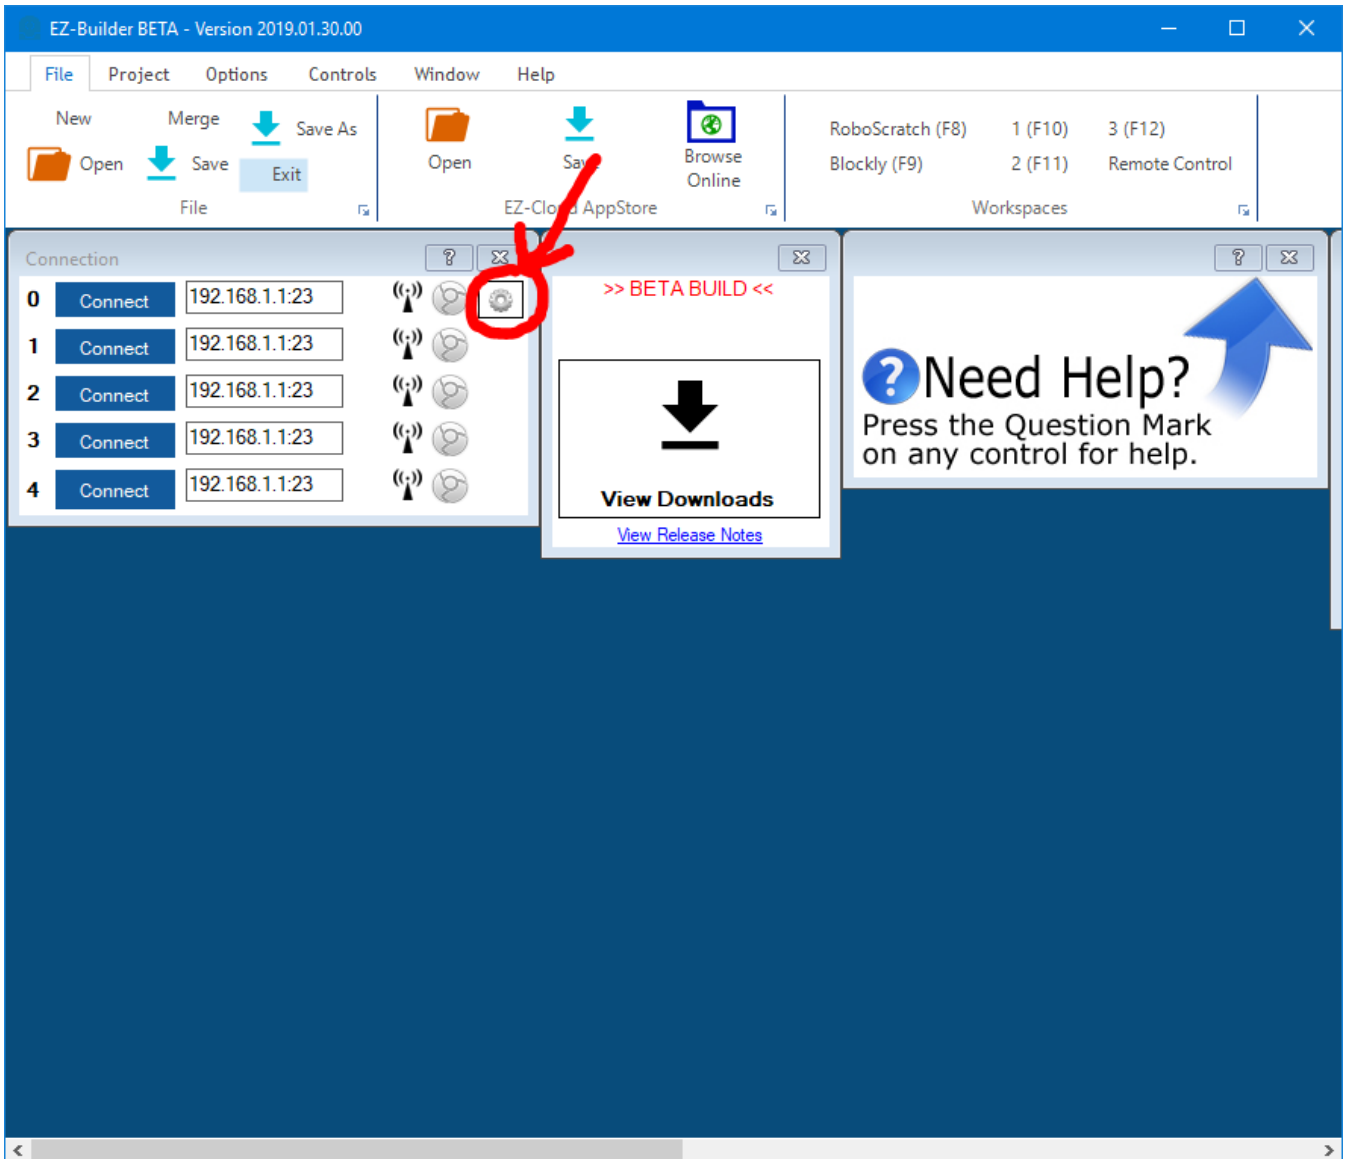 EZ-Builder BETA - Version 2019.01.30.00
File Project Options Controls Window Help
New Merge Save As
Open Save Exit
File
Open Save Browse Online
EZ-Cloud AppStore
RoboScratch (F8) 1 (F10) 3 (F12)
Blockly (F9) 2 (F11) Remote Control
Workspaces
Connection ?
0 Connect 192.168.1.1:23
1 Connect 192.168.1.1:23
2 Connect 192.168.1.1:23
3 Connect 192.168.1.1:23
4 Connect 192.168.1.1:23
>> BETA BUILD <<
View Downloads
View Release Notes
?
? Need Help?
Press the Question Mark
on any control for help.